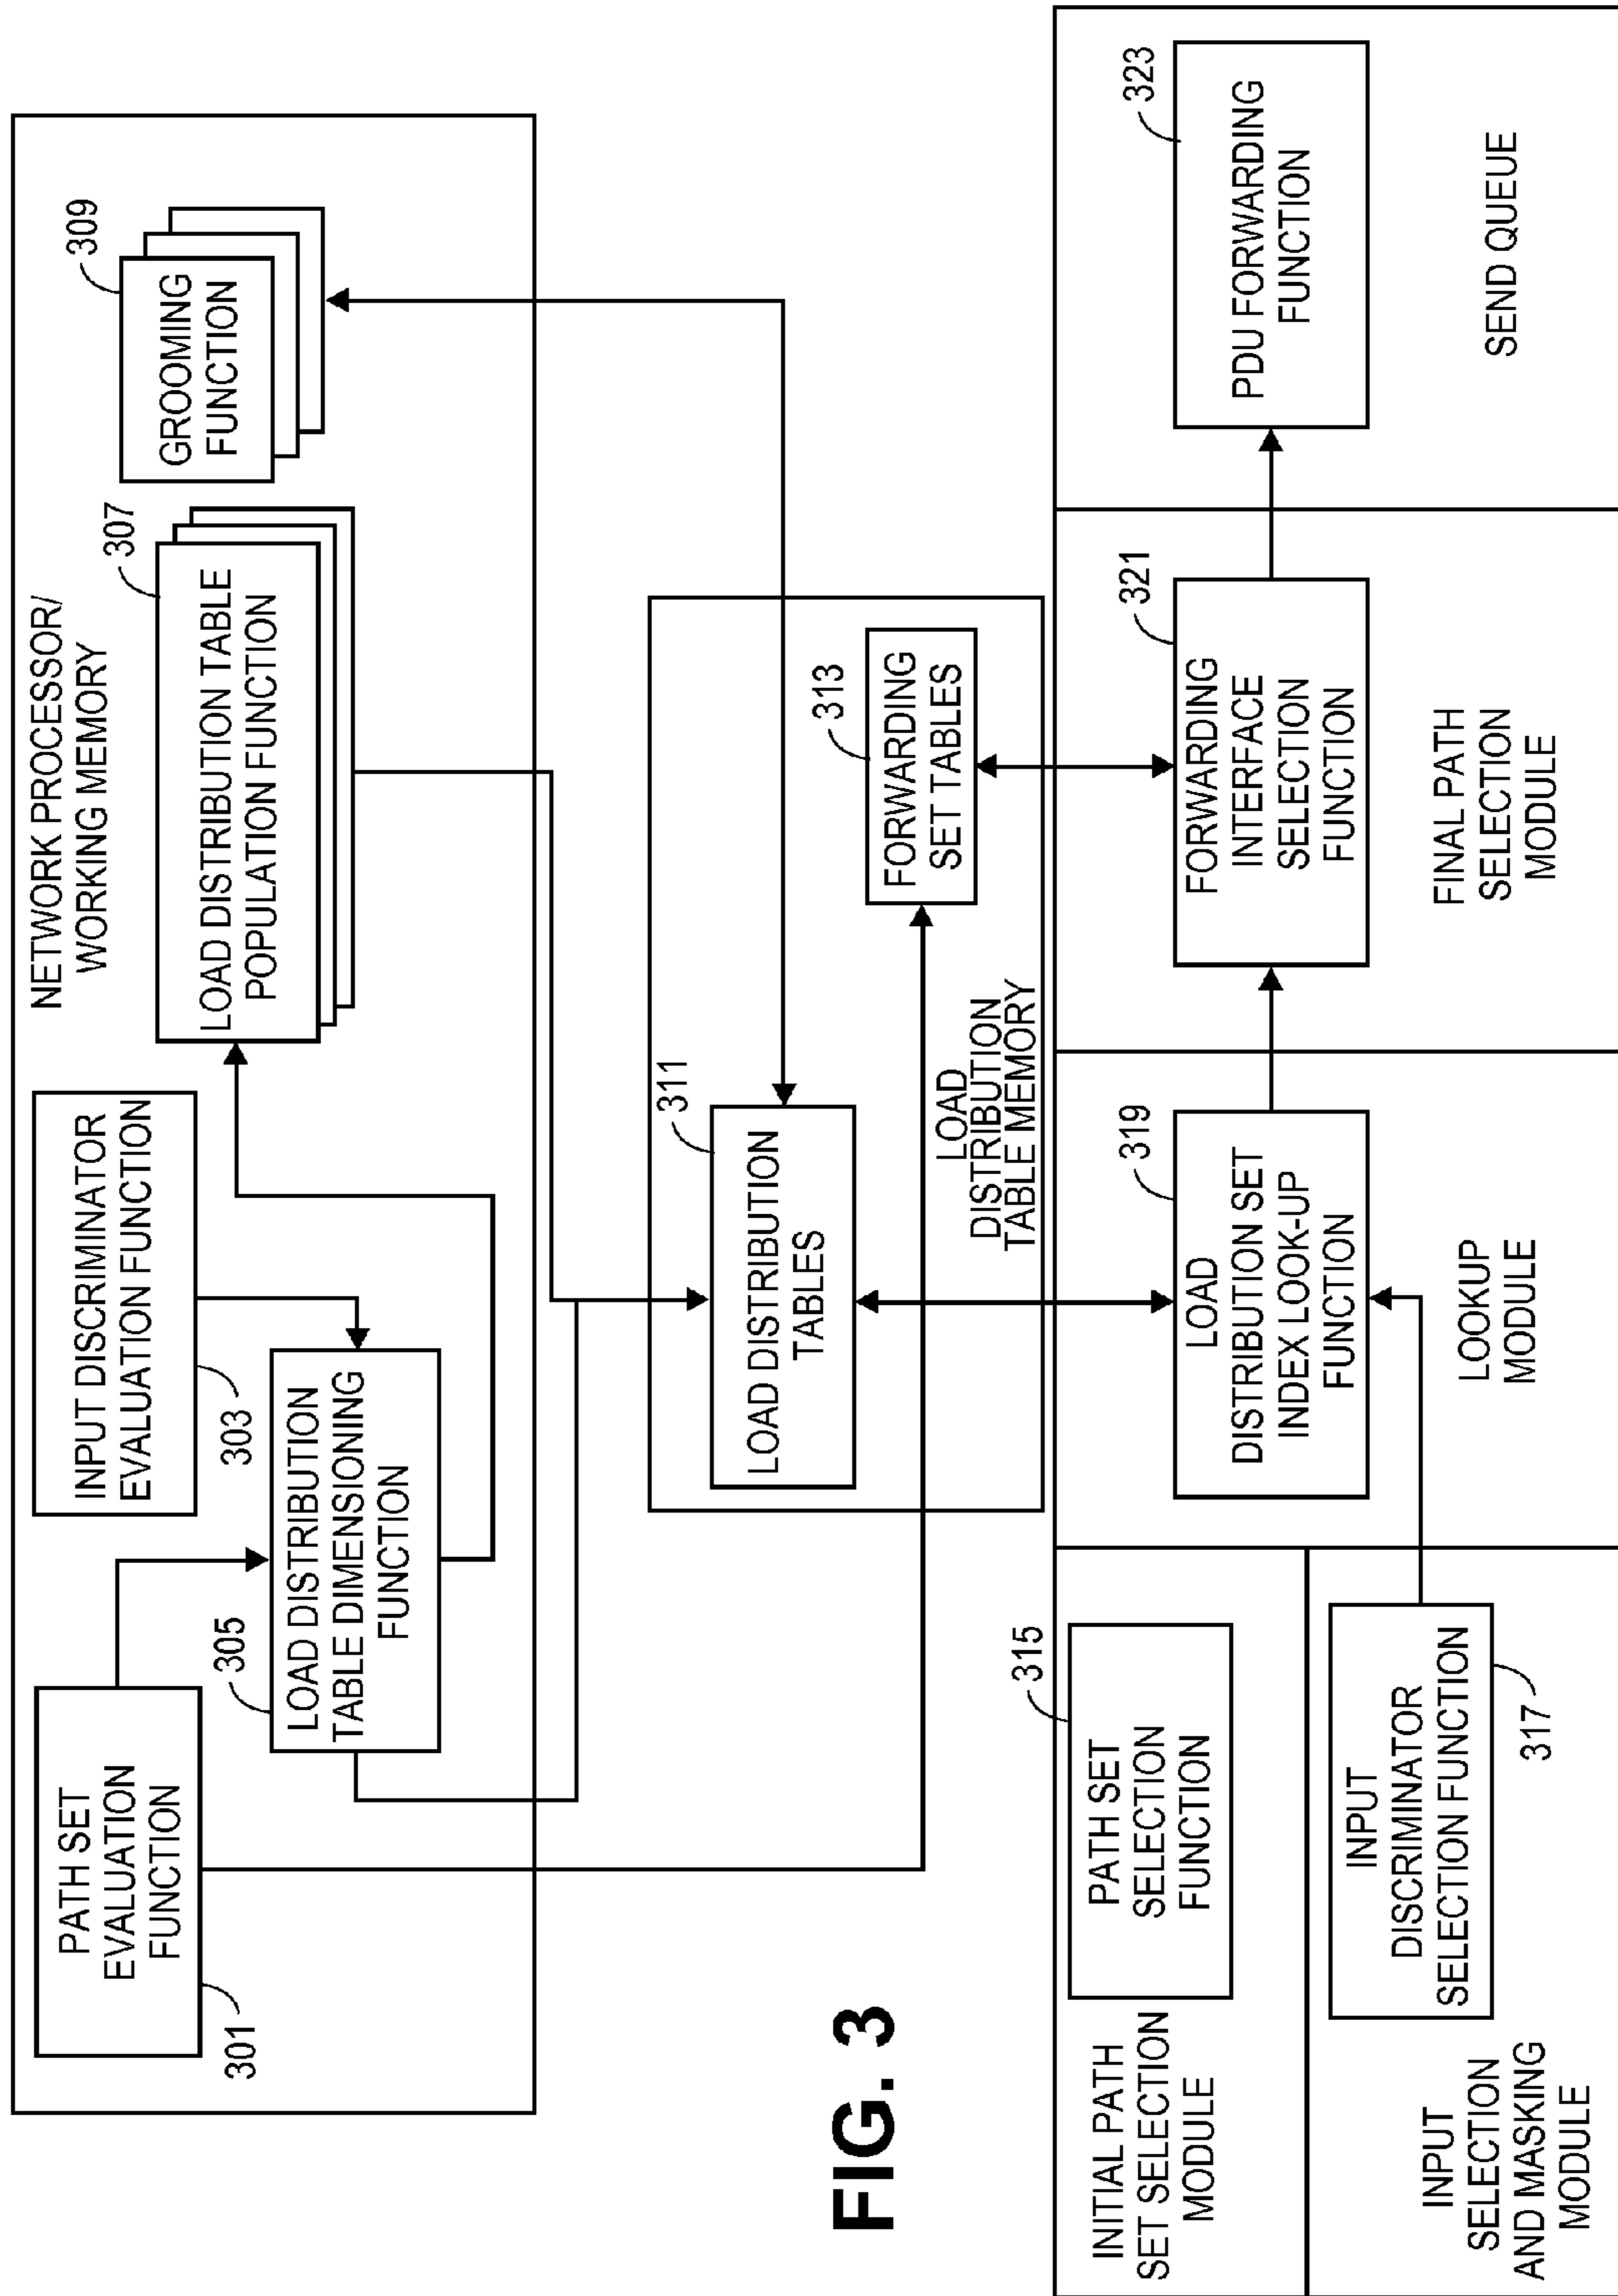 NETWORK PROCESSOR/
WORKING MEMORY
PATH SET
EVALUATION
FUNCTION
301
INPUT DISCRIMINATOR
EVALUATION FUNCTION
303
305
LOAD DISTRIBUTION
TABLE DIMENSIONING
FUNCTION
307
LOAD DISTRIBUTION TABLE
POPULATION FUNCTION
309
GROOMING
FUNCTION
311
LOAD DISTRIBUTION
TABLES
313
FORWARDING
SET TABLES
LOAD
DISTRIBUTION
TABLE MEMORY
FIG. 3
INITIAL PATH
SET SELECTION
MODULE
315
PATH SET
SELECTION
FUNCTION
INPUT
SELECTION
AND MASKING
MODULE
INPUT
DISCRIMINATOR
SELECTION FUNCTION
317
319
LOAD
DISTRIBUTION SET
INDEX LOOK-UP
FUNCTION
LOOKUP
MODULE
321
FORWARDING
INTERFACE
SELECTION
FUNCTION
FINAL PATH
SELECTION
MODULE
323
PDU FORWARDING
FUNCTION
SEND QUEUE